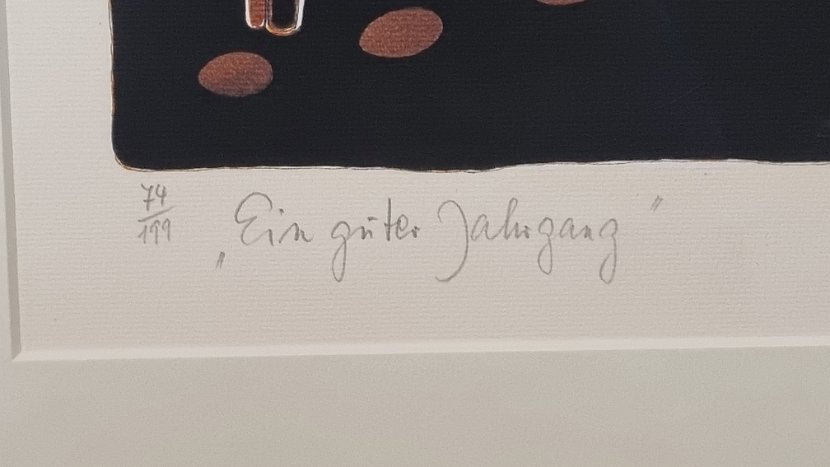 74/199 „Ein guter Jahrgang"